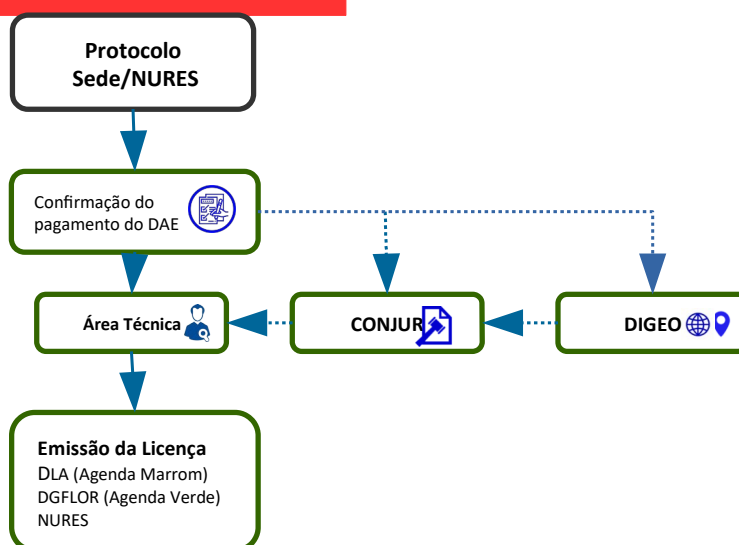 Protocolo
Sede/NURES
Confirmação do
pagamento do DAE
Área Técnica
CONJUR
DIGEO
Emissão da Licença
DLA (Agenda Marrom)
DGFLOR (Agenda Verde)
NURES